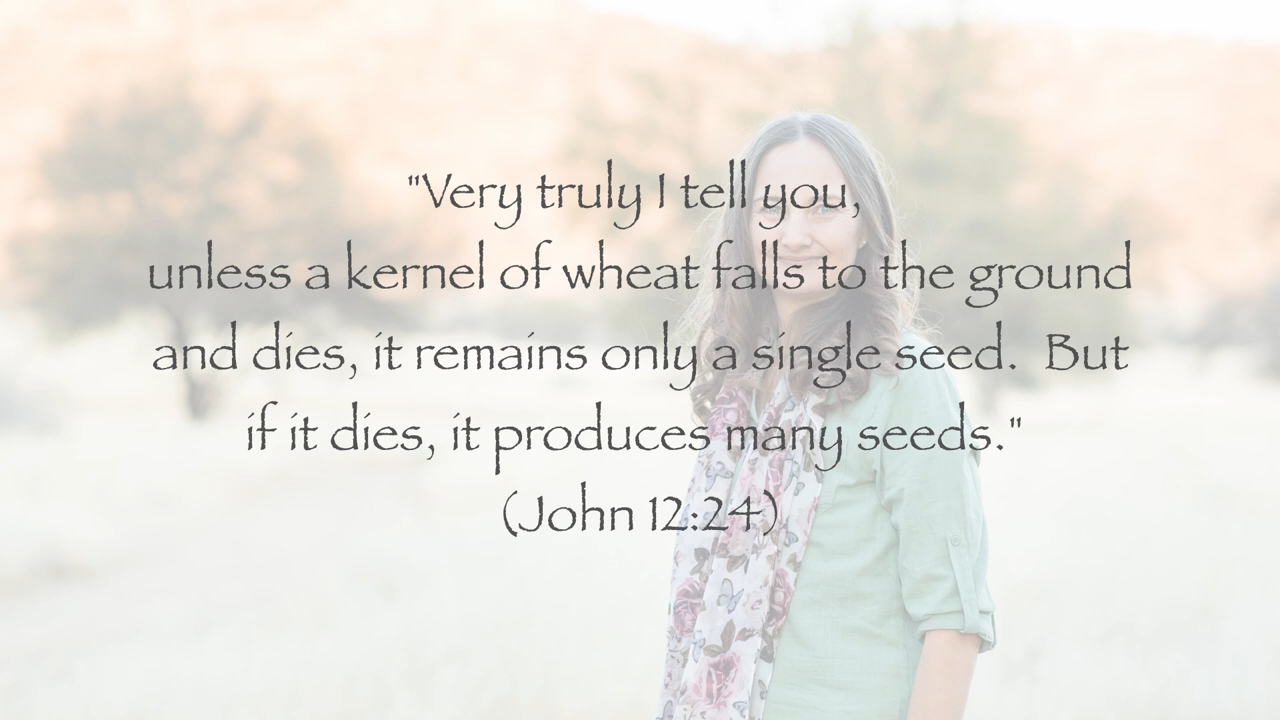 "Very truly I tell you,
unless a kernel of wheat falls to the ground
and dies, it remains only a single seed.  But
if it dies, it produces many seeds."
(John 12:24)